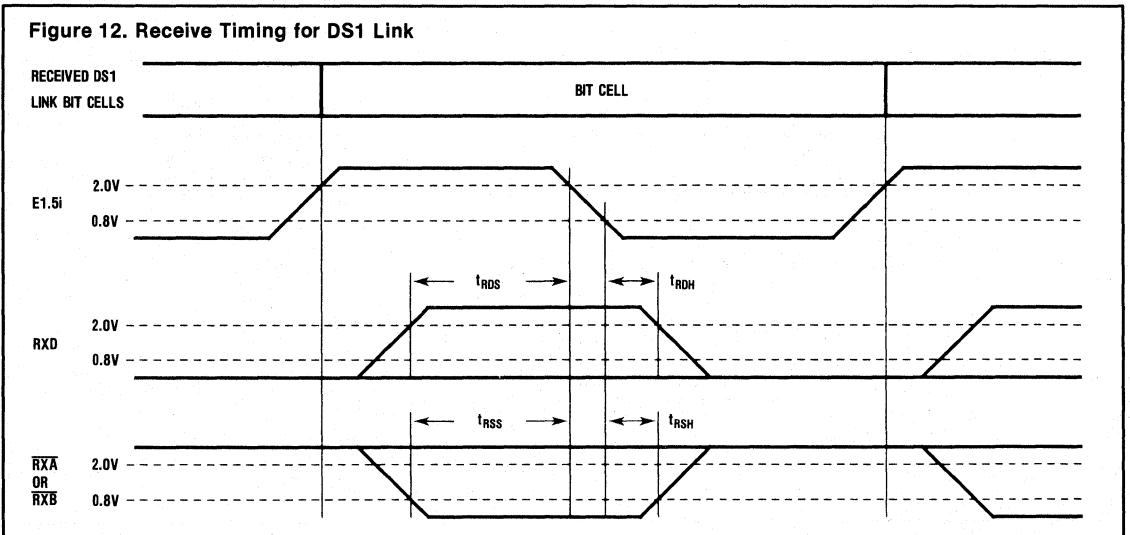 Figure 12. Receive Timing for DS1 Link
RECEIVED DS1
LINK BIT CELLS
BIT CELL
E1.5i
2.0V
0.8V
tRDS
tRDH
RXD
2.0V
0.8V
tRSS
tRSH
RXA
OR
RXB
2.0V
0.8V